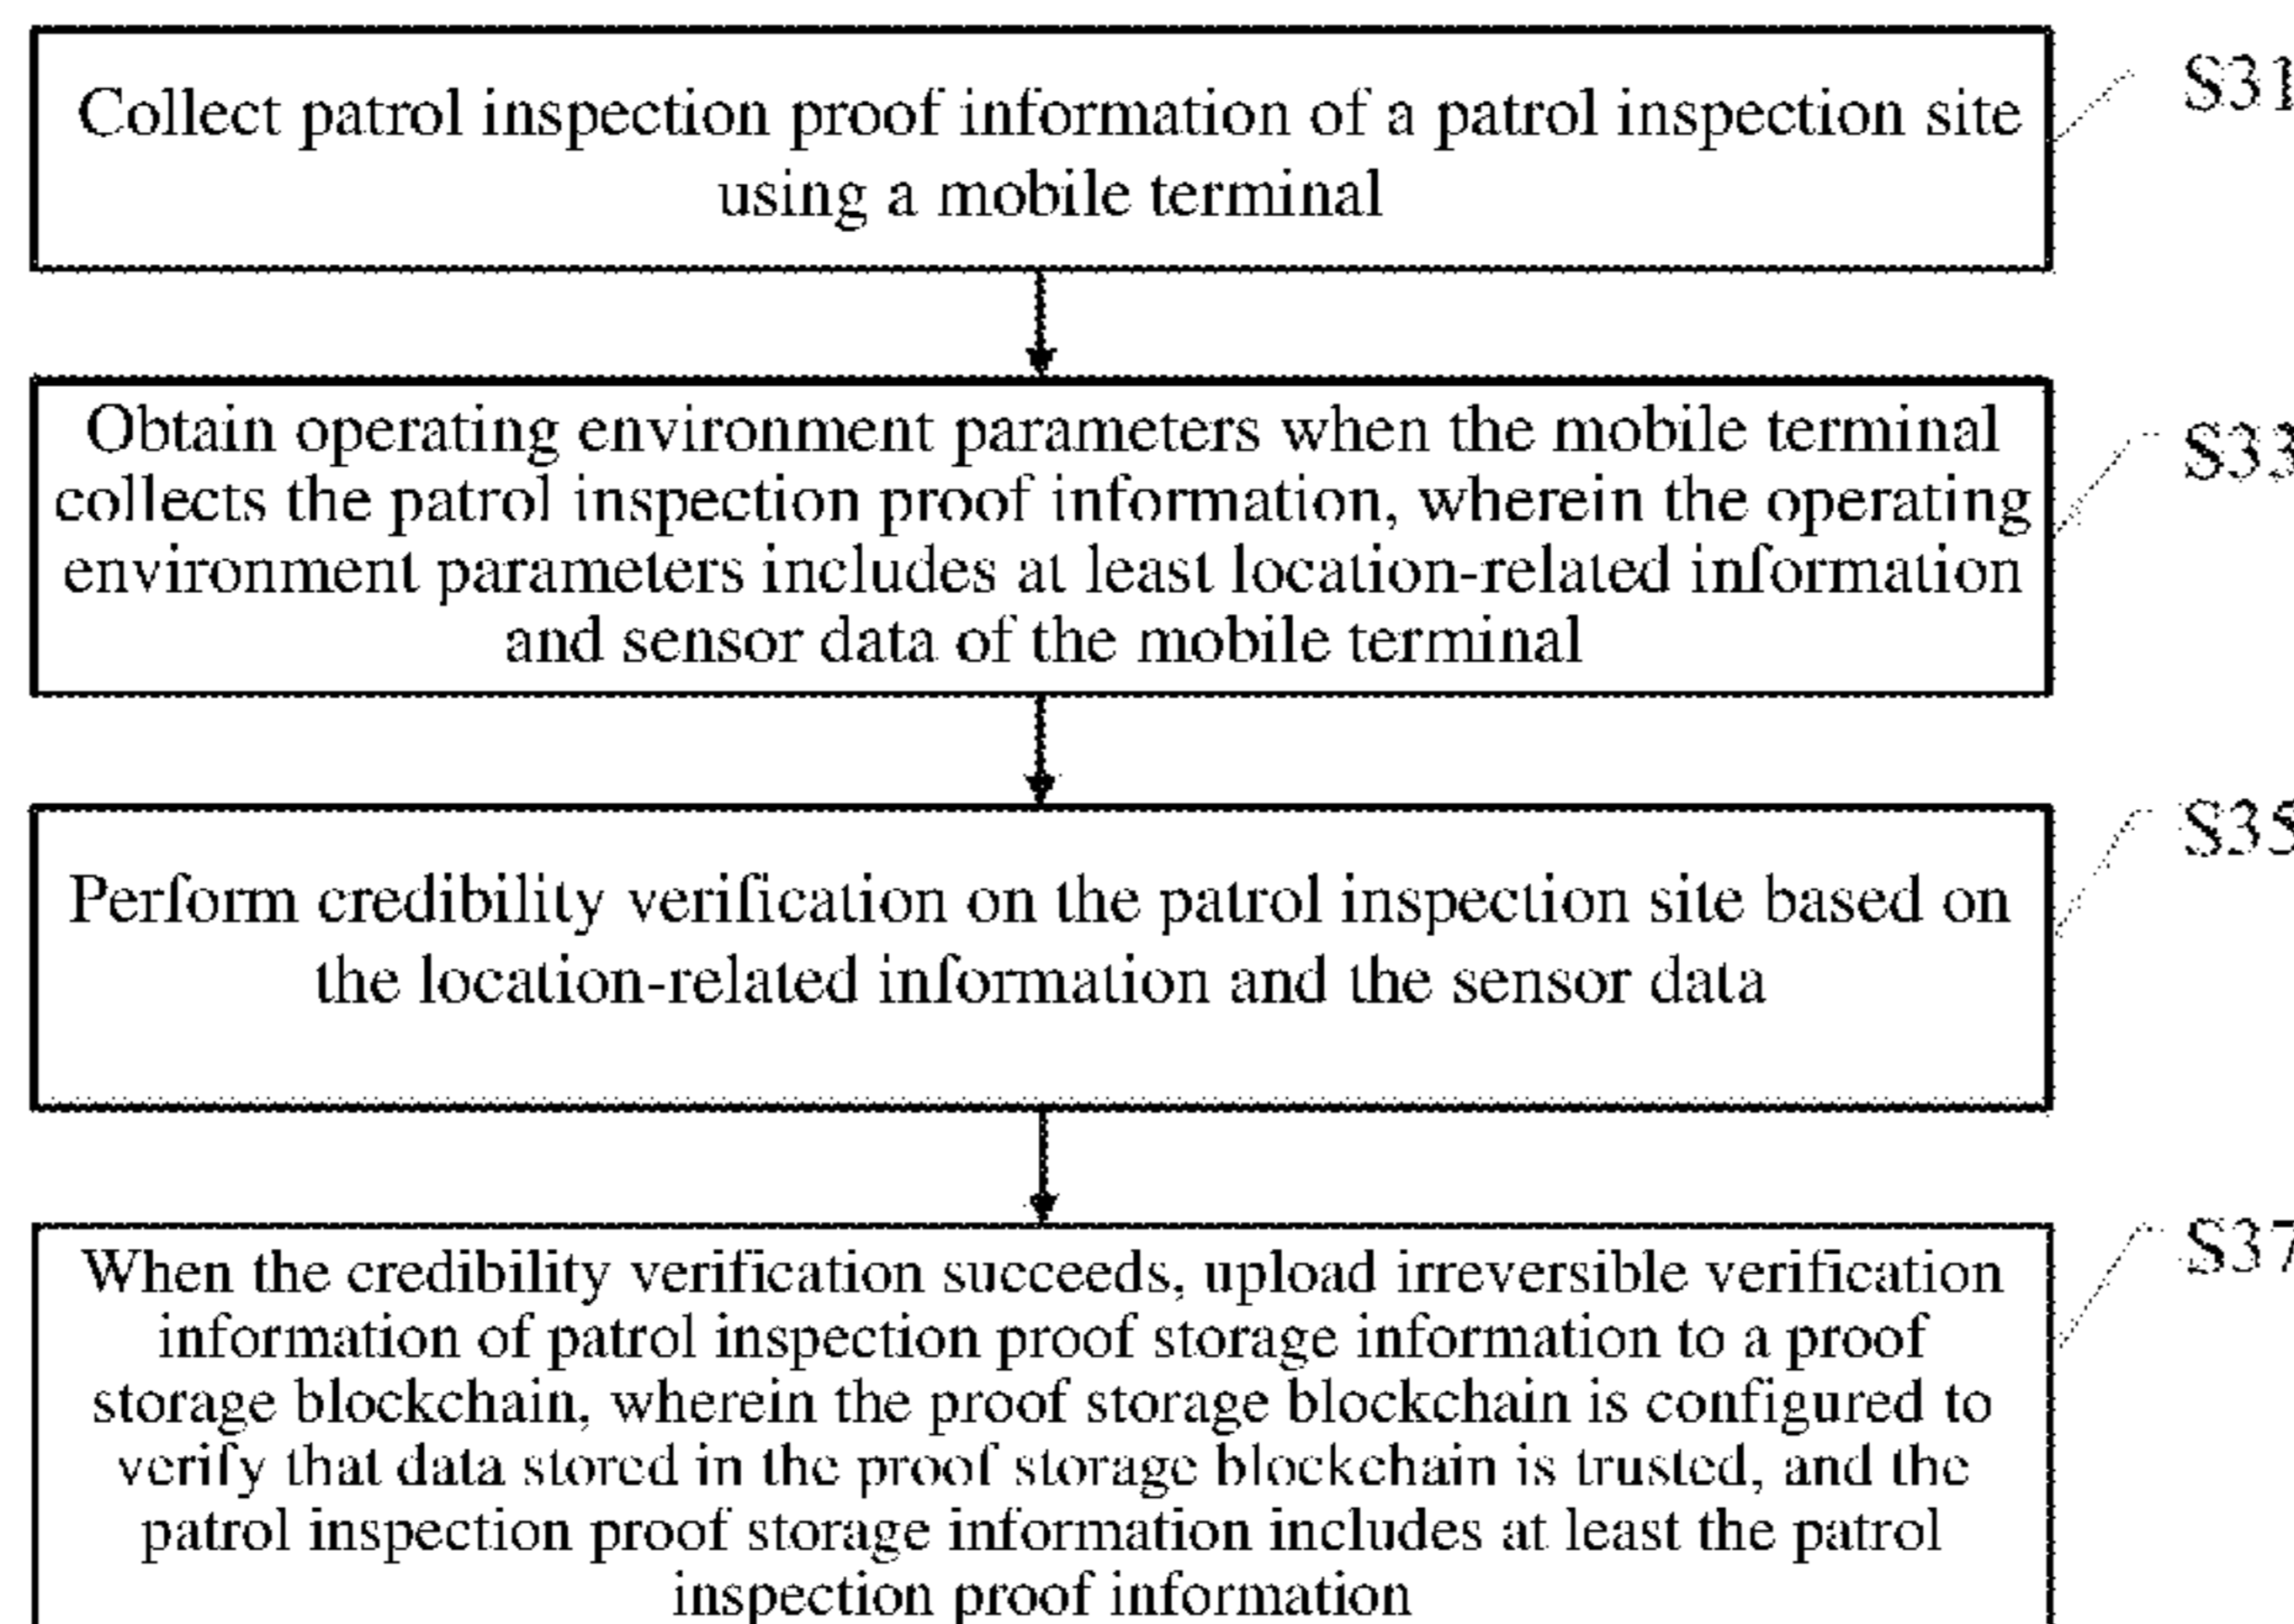 Collect patrol inspection proof information of a patrol inspection site
using a mobile terminal
S31
Obtain operating environment parameters when the mobile terminal
collects the patrol inspection proof information, wherein the operating
environment parameters includes at least location-related information
and sensor data of the mobile terminal
S33
Perform credibility verification on the patrol inspection site based on
the location-related information and the sensor data
S35
When the credibility verification succeeds, upload irreversible verification
information of patrol inspection proof storage information to a proof
storage blockchain, wherein the proof storage blockchain is configured to
verify that data stored in the proof storage blockchain is trusted, and the
patrol inspection proof storage information includes at least the patrol
inspection proof information
S37